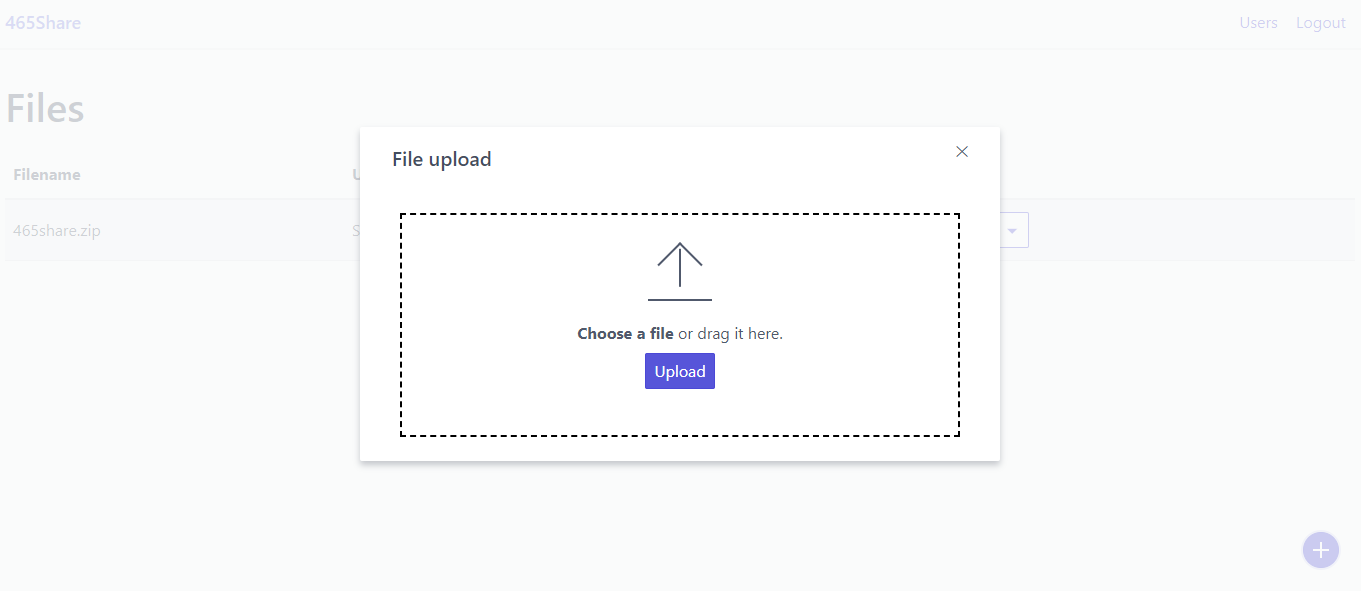 465Share Users Logout
Files
File upload
Filename
465share.zip
Choose a file or drag it here.
Upload